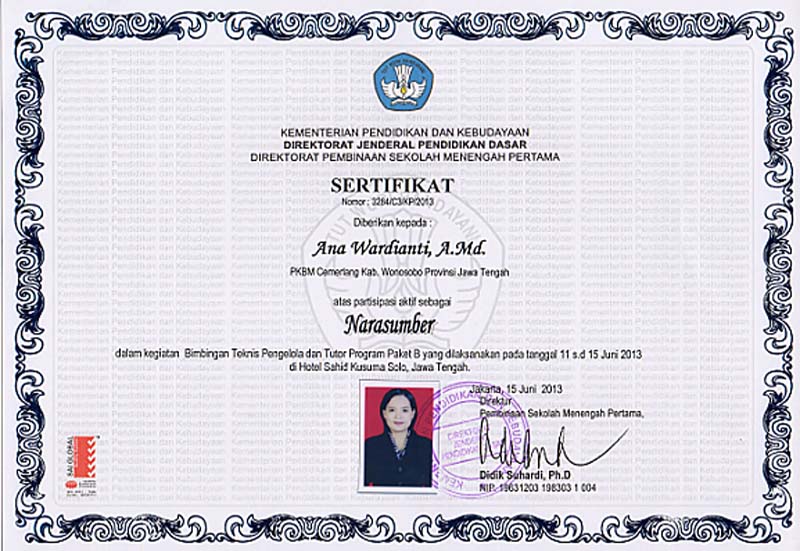 KEMENTERIAN PENDIDIKAN DAN KEBUDAYAAN
DIREKTORAT JENDERAL PENDIDIKAN DASAR
DIREKTORAT PEMBINAAN SEKOLAH MENENGAH PERTAMA
SERTIFIKAT
Nomor : 3284/C3/KP/2013
Diberikan kepada :
Ana Wardianti, A.Md.
PKBM Cemerlang Kab. Wonosobo Provinsi Jawa Tengah
atas partisipasi aktif sebagai
Narasumber
dalam kegiatan Bimbingan Teknis Pengelola dan Tutor Program Paket B yang dilaksanakan pada tanggal 11 s.d 15 Juni 2013
di Hotel Sahid Kusuma Solo, Jawa Tengah.
Jakarta, 15 Juni 2013
Direktur
Pembinaan Sekolah Menengah Pertama,
Didik Suhardi, Ph.D
NIP. 19631203 198303 1 004
SAI GLOBAL